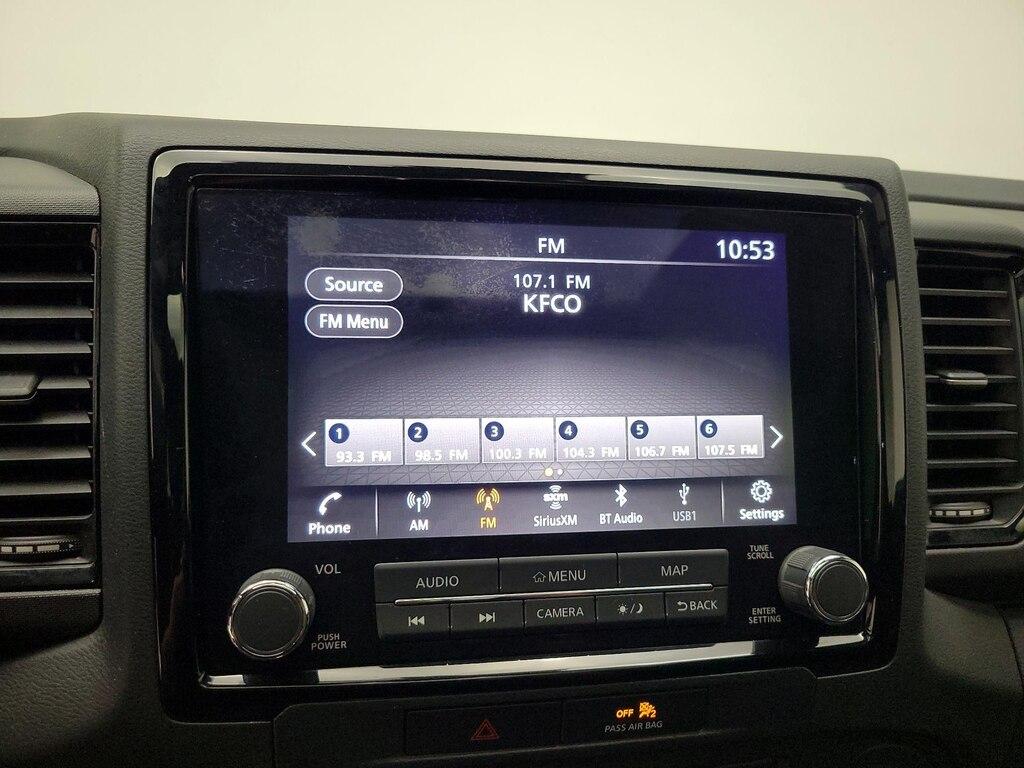 FM
10:53
Source
107.1 FM
KFCO
FM Menu
1 2 3 4 5 6
93.3 FM 98.5 FM 100.3 FM 104.3 FM 106.7 FM 107.5 FM
Phone AM FM sxm SiriusXM BT Audio USB1 Settings
VOL
AUDIO MENU MAP
TUNE
SCROLL
CAMERA BACK
PUSH
POWER
ENTER
SETTING
OFF 2
PASS AIR BAG